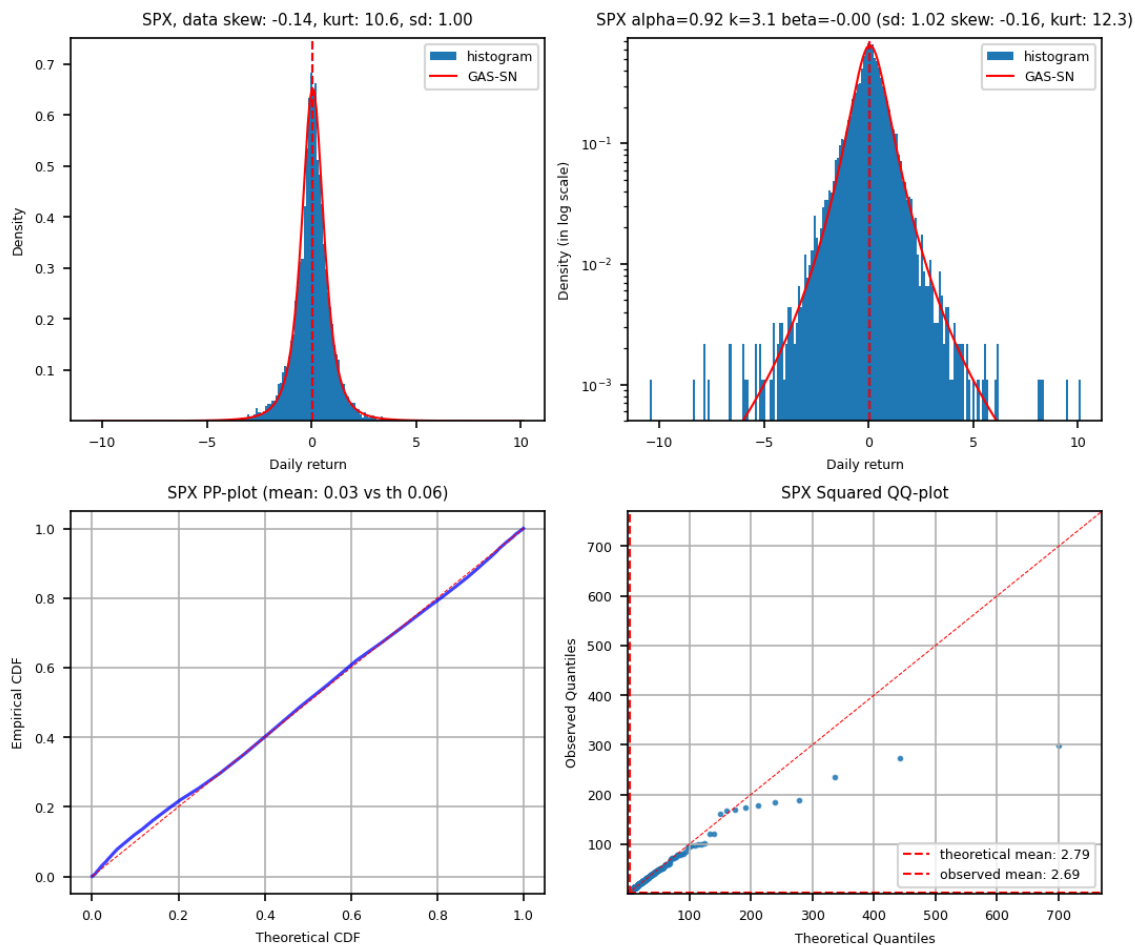 SPX, data skew: -0.14, kurt: 10.6, sd: 1.00
histogram
GAS-SN
0.7
0.6
0.5
0.4
0.3
0.2
0.1
Density
−10
−5
0
5
10
Daily return
SPX alpha=0.92 k=3.1 beta=-0.00 (sd: 1.02 skew: -0.16, kurt: 12.3)
histogram
GAS-SN
10⁻¹
10⁻²
10⁻³
Density (in log scale)
−10
−5
0
5
10
Daily return
SPX PP-plot (mean: 0.03 vs th 0.06)
1.0
0.8
0.6
0.4
0.2
0.0
Empirical CDF
0.0
0.2
0.4
0.6
0.8
1.0
Theoretical CDF
SPX Squared QQ-plot
700
600
500
400
300
200
100
Observed Quantiles
theoretical mean: 2.79
observed mean: 2.69
100
200
300
400
500
600
700
Theoretical Quantiles